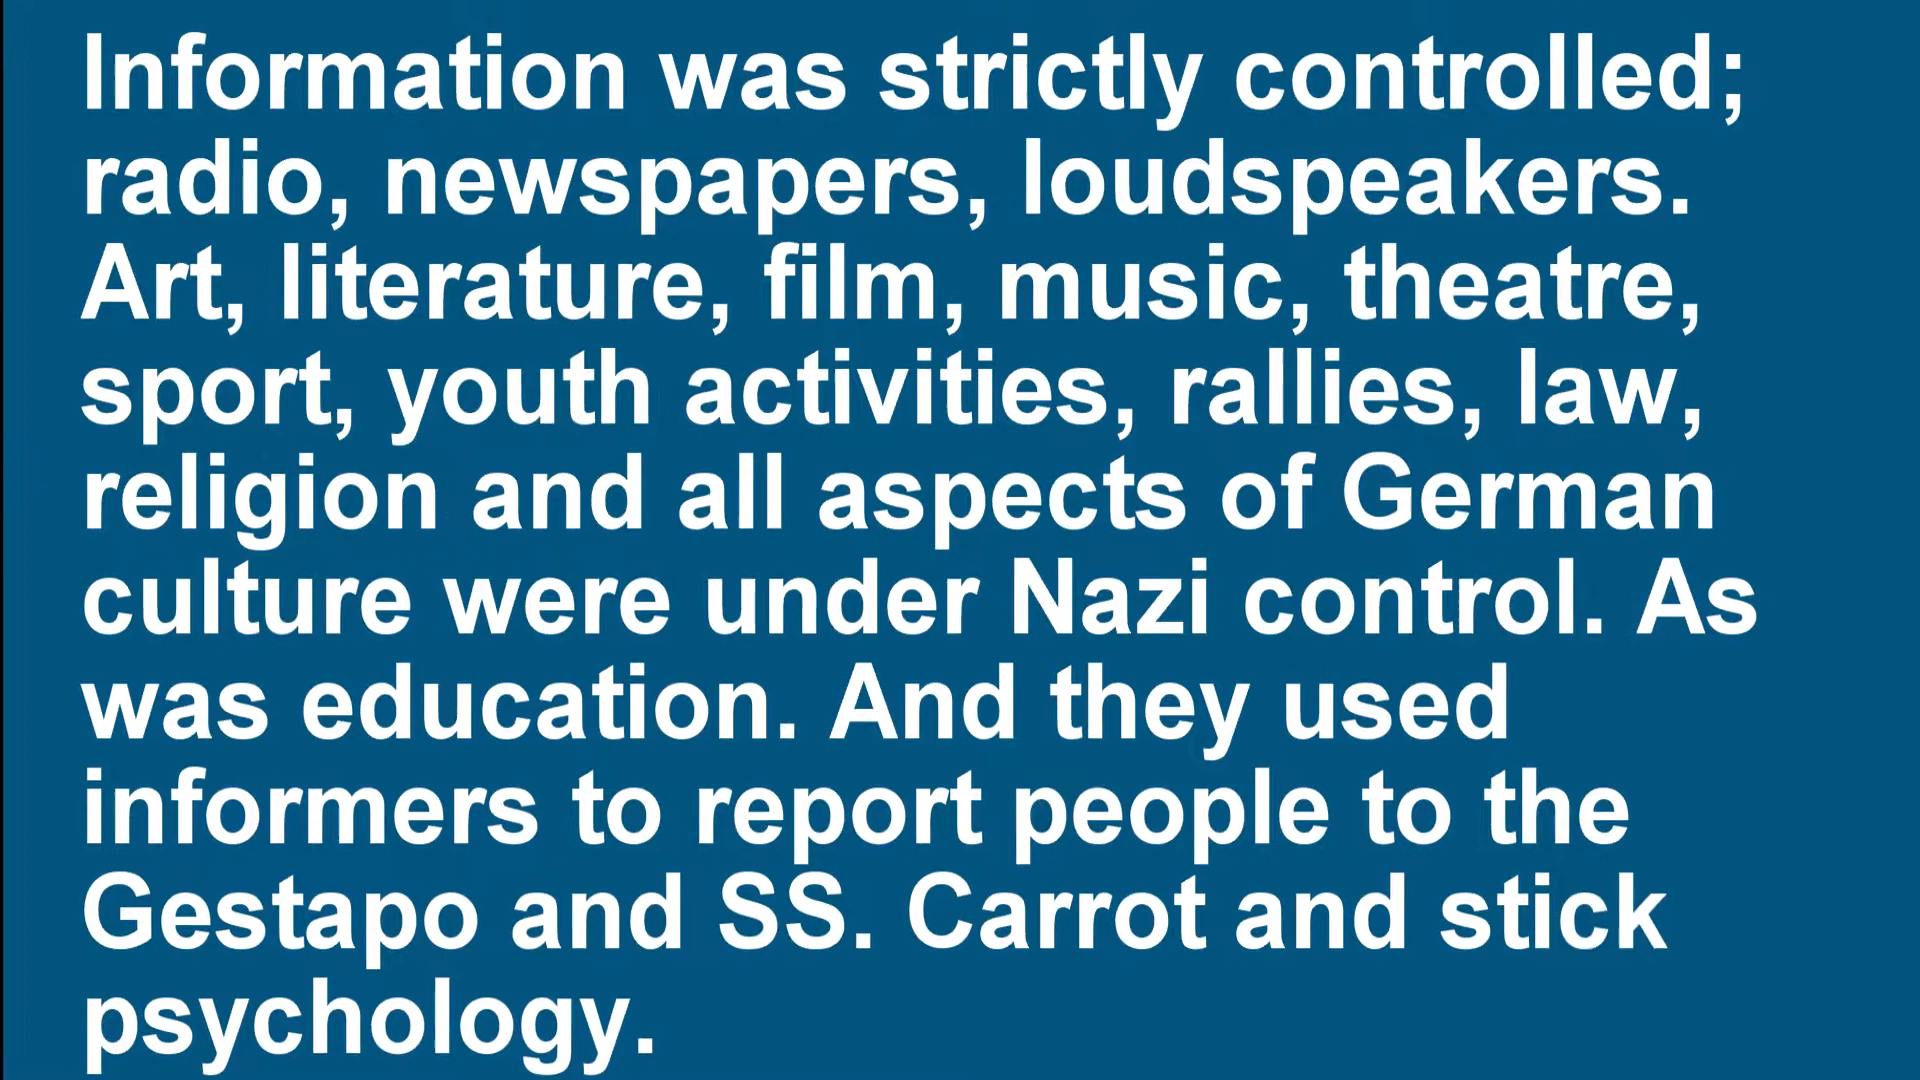 Information was strictly controlled;
radio, newspapers, loudspeakers.
Art, literature, film, music, theatre,
sport, youth activities, rallies, law,
religion and all aspects of German
culture were under Nazi control. As
was education. And they used
informers to report people to the
Gestapo and SS. Carrot and stick
psychology.